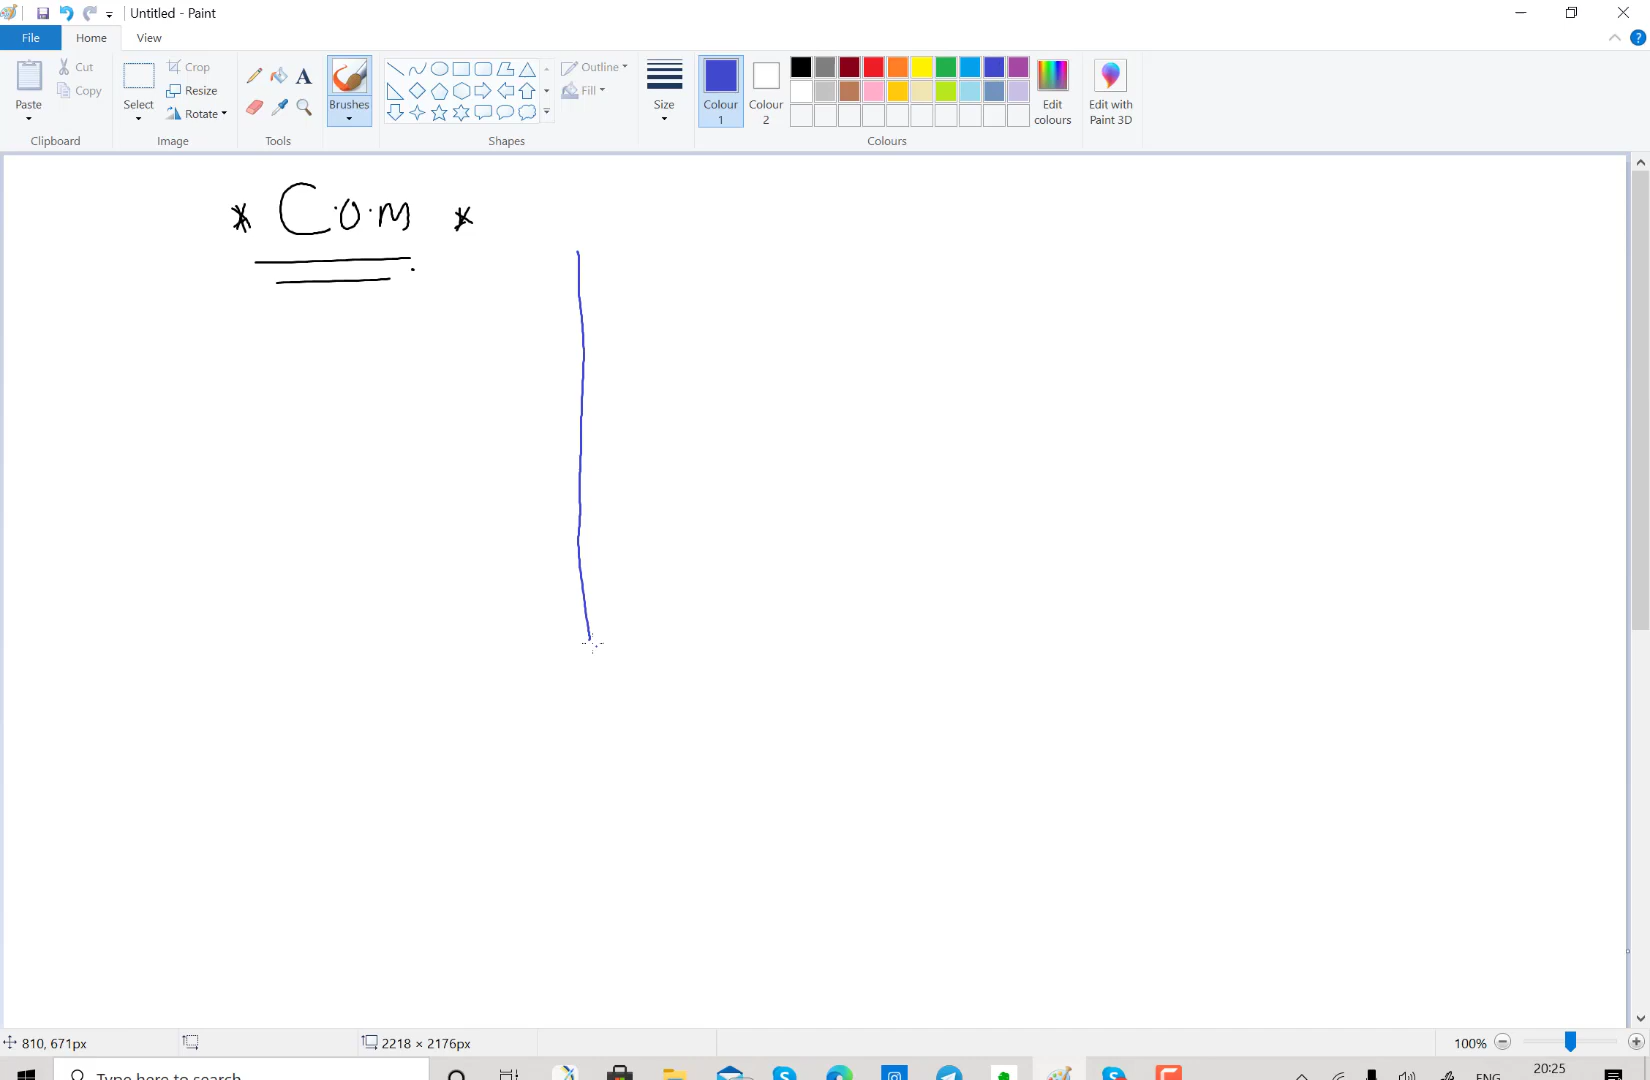 Untitled - Paint
File Home View
Cut
Copy
Paste
Clipboard
Select
Crop
Resize
Rotate
Image
A
Tools
Brushes
Shapes
Outline
Fill
Size
Colour 1
Colour 2
Edit colours
Edit with Paint 3D
Colours
* C.o.m *
810, 671px
2218 × 2176px
100%
Type here to search
ENG
20:25